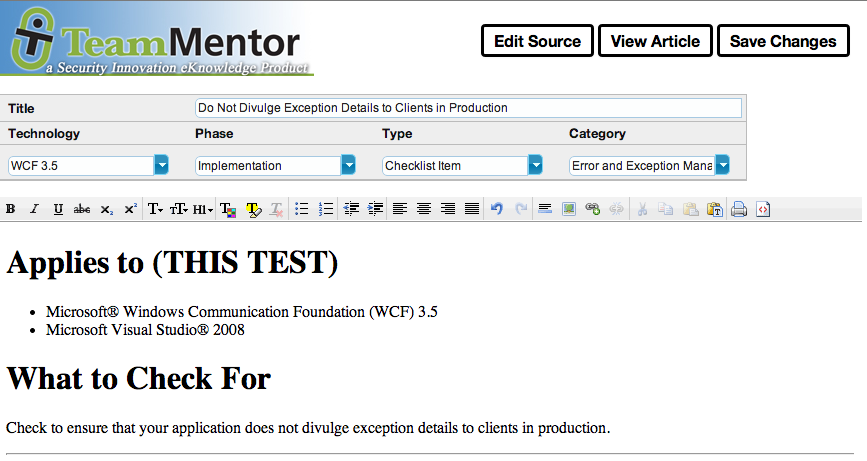 TeamMentor
a Security Innovation eKnowledge Product
Edit Source View Article Save Changes
Title Do Not Divulge Exception Details to Clients in Production
Technology Phase Type Category
WCF 3.5 Implementation Checklist Item Error and Exception Mana
B I U abc X₂ X² T T H1 T T T
Applies to (THIS TEST)
• Microsoft® Windows Communication Foundation (WCF) 3.5
• Microsoft Visual Studio® 2008
What to Check For
Check to ensure that your application does not divulge exception details to clients in production.